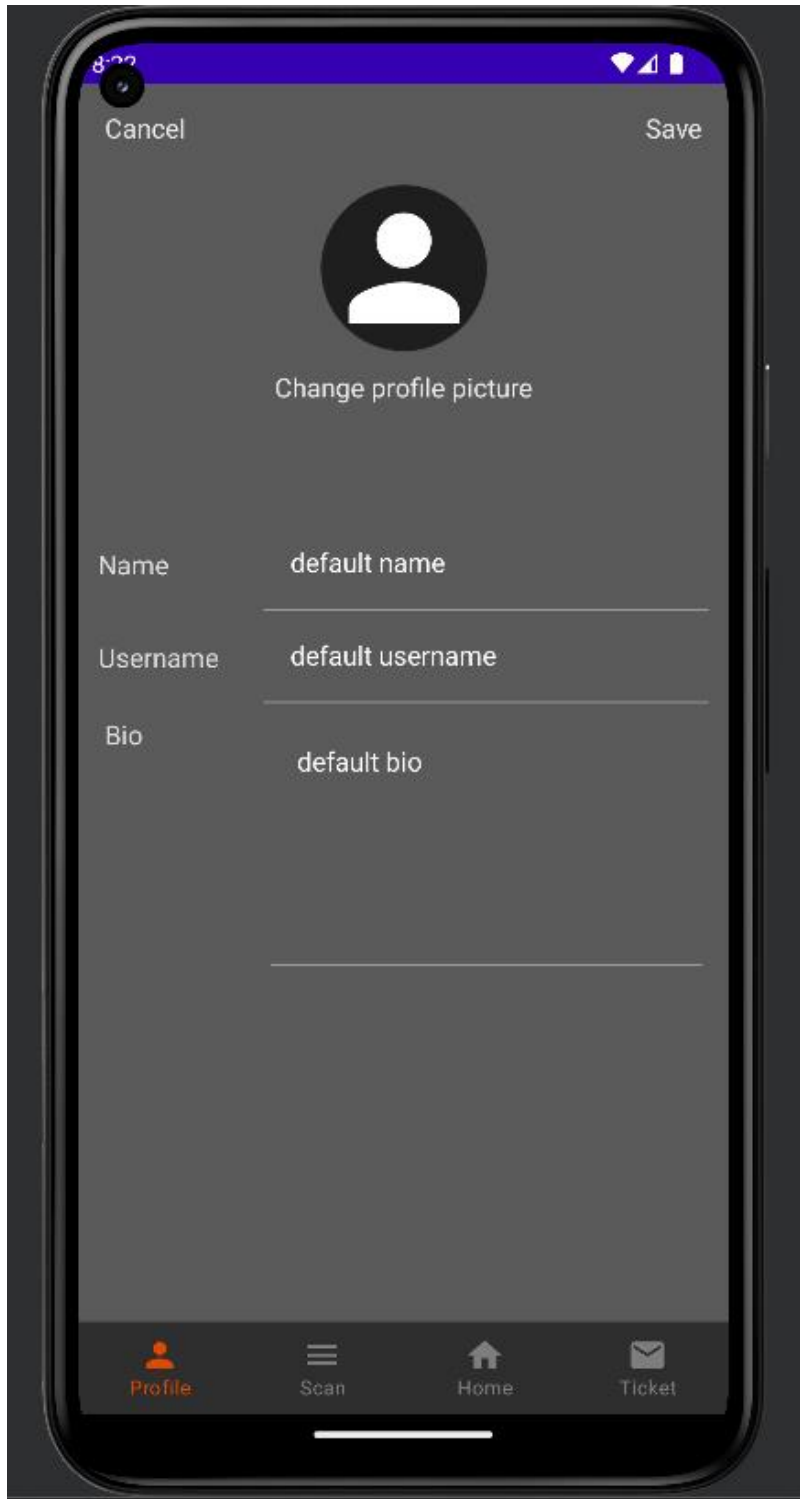 Cancel Save
Change profile picture
Name default name
Username default username
Bio
default bio
Profile Scan Home Ticket